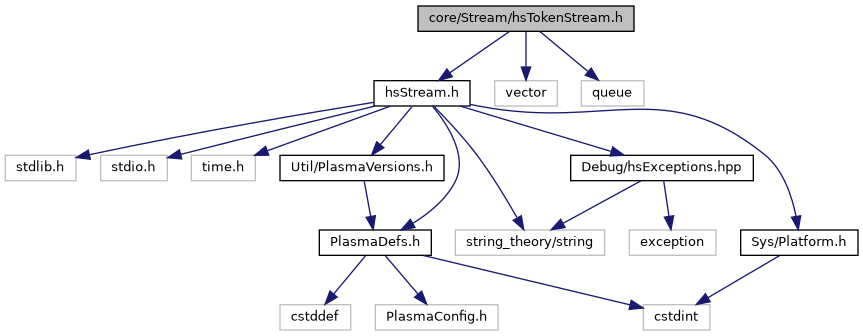 core/Stream/hsTokenStream.h
hsStream.h
vector
queue
stdlib.h
stdio.h
time.h
Util/PlasmaVersions.h
Debug/hsExceptions.hpp
PlasmaDefs.h
string_theory/string
exception
Sys/Platform.h
cstddef
PlasmaConfig.h
cstdint